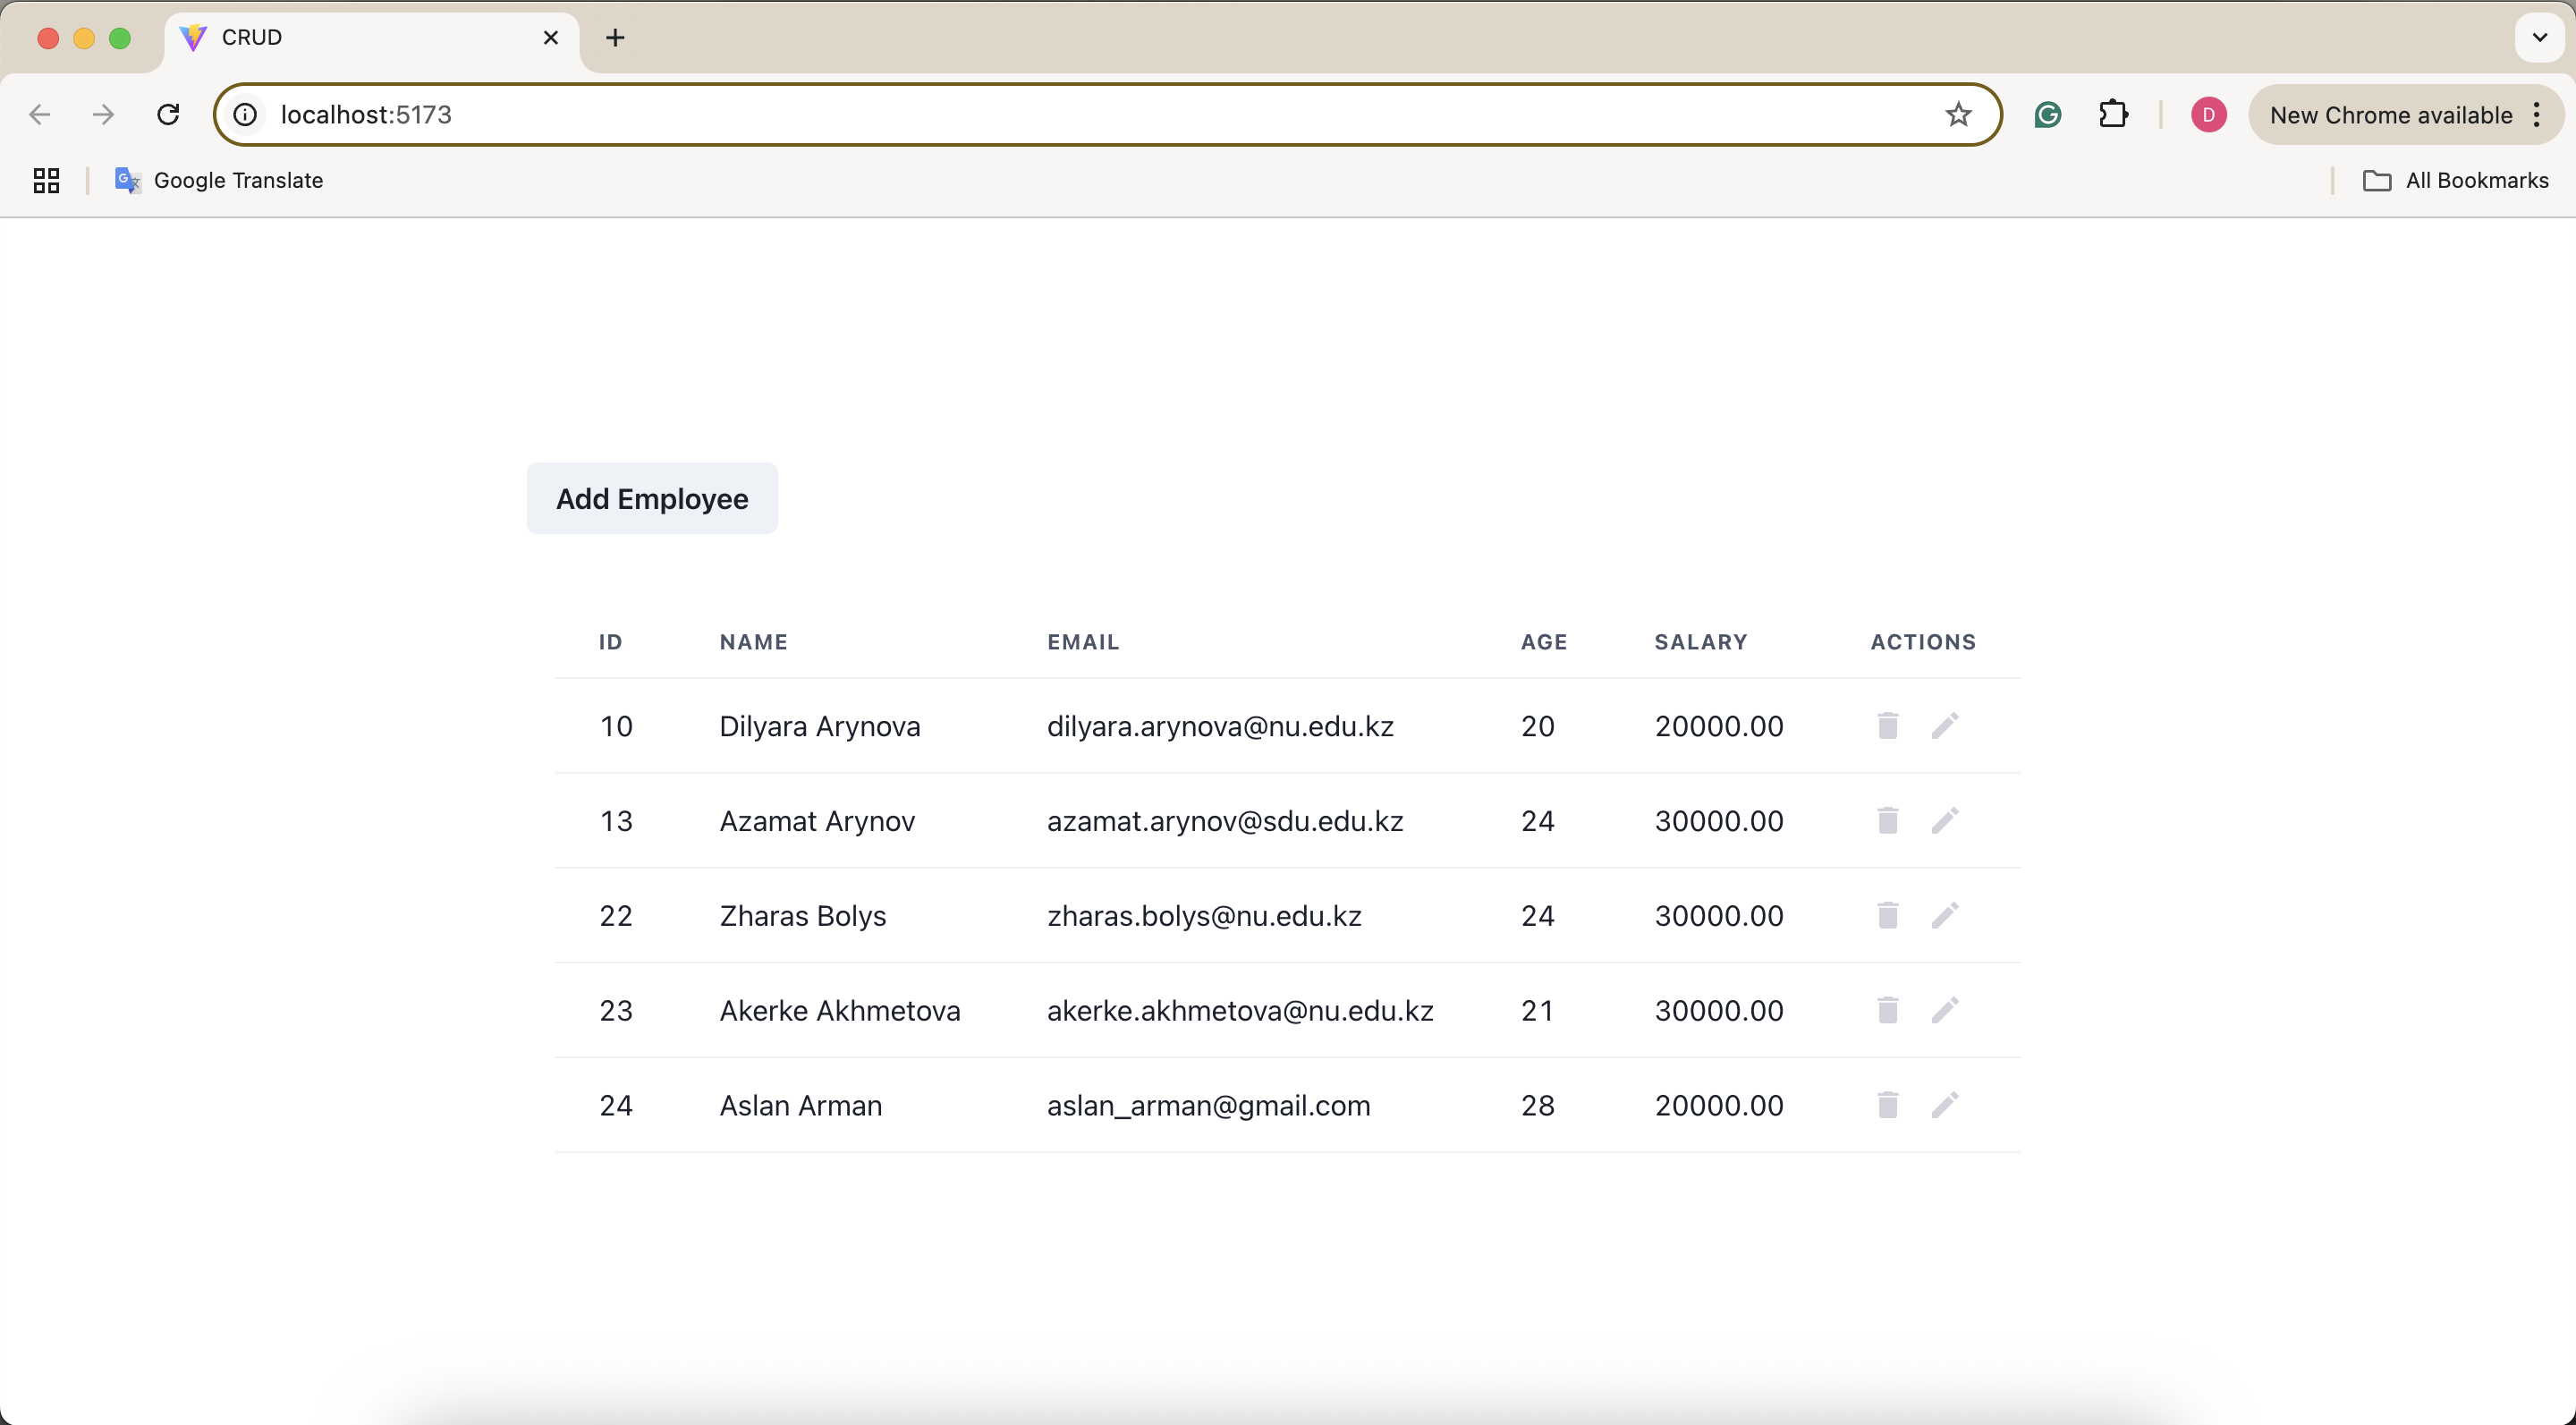 CRUD
localhost:5173
D
New Chrome available
Google Translate
All Bookmarks
Add Employee
ID NAME EMAIL AGE SALARY ACTIONS
10 Dilyara Arynova dilyara.arynova@nu.edu.kz 20 20000.00
13 Azamat Arynov azamat.arynov@sdu.edu.kz 24 30000.00
22 Zharas Bolys zharas.bolys@nu.edu.kz 24 30000.00
23 Akerke Akhmetova akerke.akhmetova@nu.edu.kz 21 30000.00
24 Aslan Arman aslan_arman@gmail.com 28 20000.00